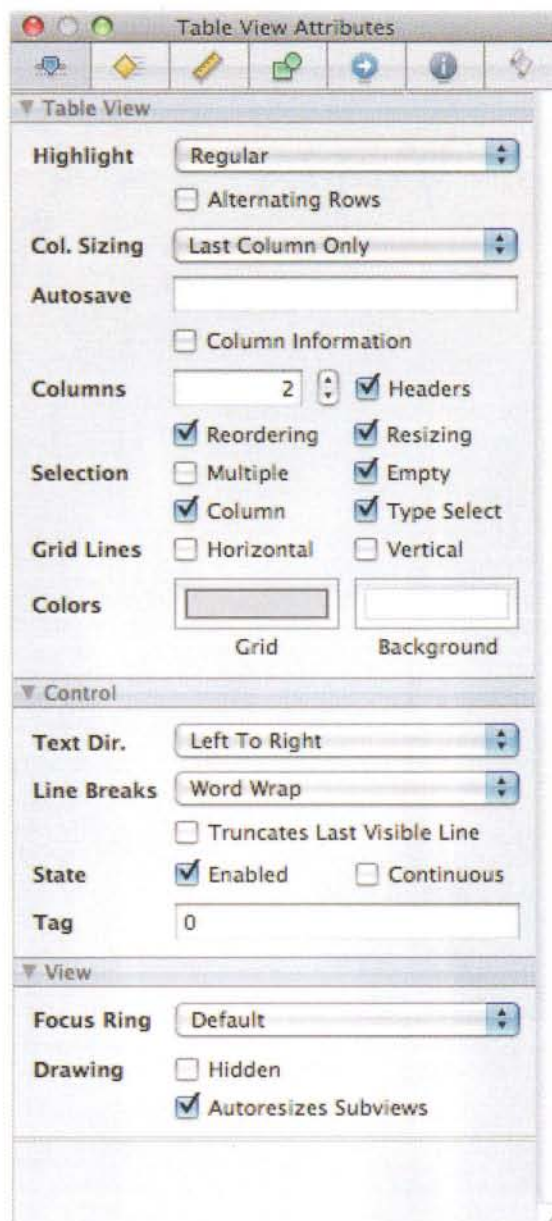 Table View Attributes
Table View
Highlight Regular
Alternating Rows
Col. Sizing Last Column Only
Autosave
Column Information
Columns 2 Headers
Reordering Resizing
Selection Multiple Empty
Column Type Select
Grid Lines Horizontal Vertical
Colors
Grid Background
Control
Text Dir. Left To Right
Line Breaks Word Wrap
Truncates Last Visible Line
State Enabled Continuous
Tag 0
View
Focus Ring Default
Drawing Hidden
Autoresizes Subviews